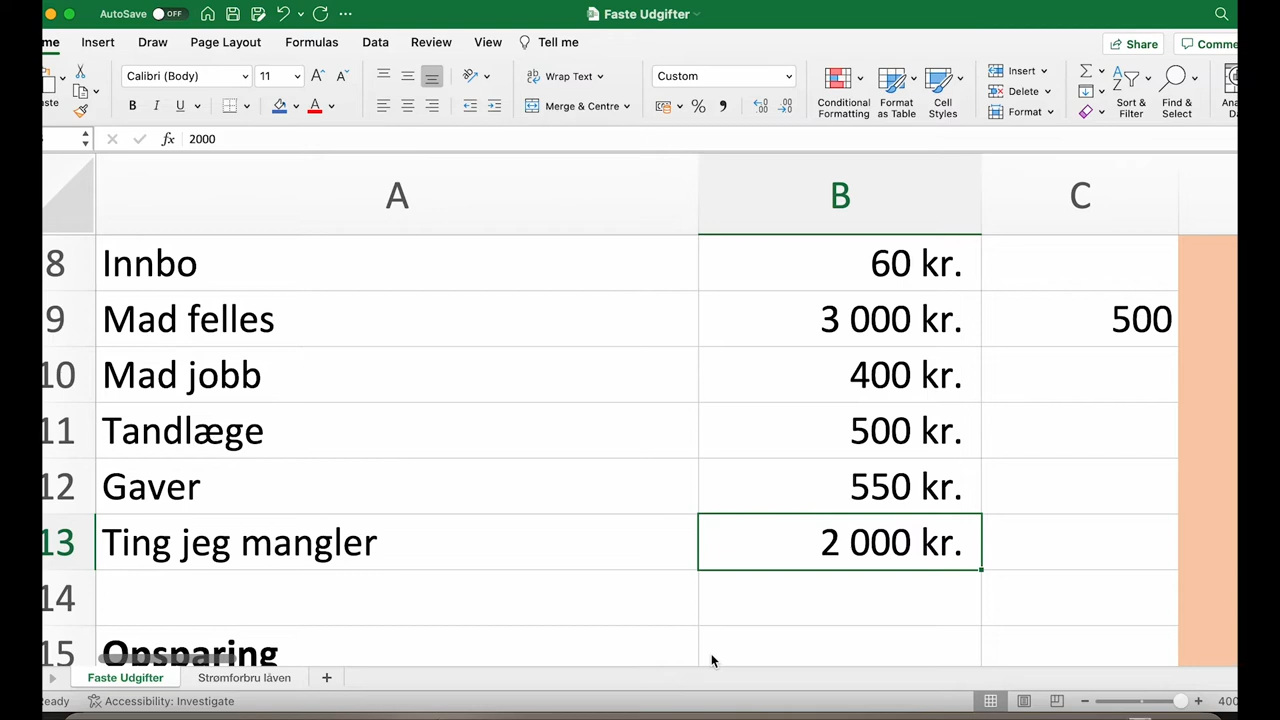 AutoSave OFF Faste Udgifter
me Insert Draw Page Layout Formulas Data Review View Tell me Share Comme
Calibri (Body) 11 Wrap Text Custom Insert
aste B I U Merge & Centre Conditional Formatting Format as Table Cell Styles Delete Sort & Filter Find & Select
Format
fx 2000
A B C
8 Innbo 60 kr.
9 Mad felles 3 000 kr. 500
10 Mad jobb 400 kr.
11 Tandlæge 500 kr.
12 Gaver 550 kr.
13 Ting jeg mangler 2 000 kr.
14
15 Opsparing
Faste Udgifter Strømforbru låven +
eady Accessibility: Investigate 400